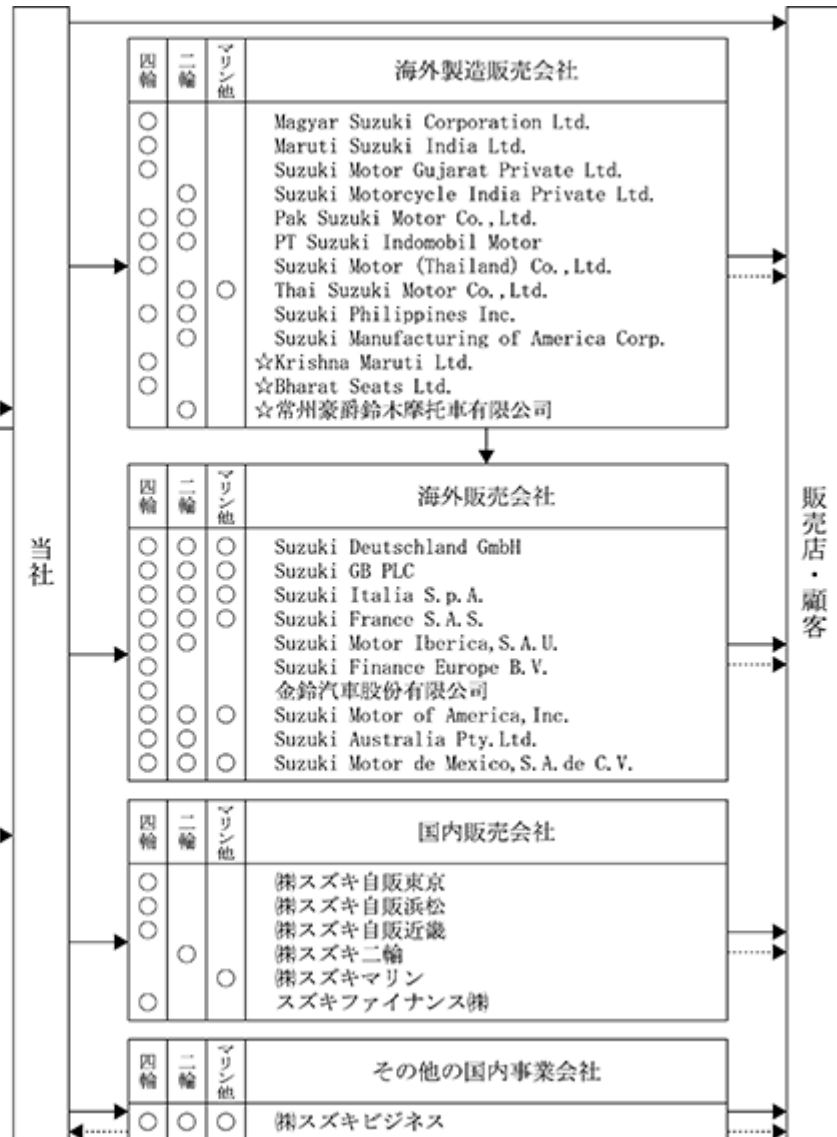 当社
販売店・顧客
四輪 二輪 マリン他 海外製造販売会社
○ Magyar Suzuki Corporation Ltd.
○ Maruti Suzuki India Ltd.
○ Suzuki Motor Gujarat Private Ltd.
○ Suzuki Motorcycle India Private Ltd.
○ ○ Pak Suzuki Motor Co.,Ltd.
○ ○ PT Suzuki Indomobil Motor
○ Suzuki Motor (Thailand) Co.,Ltd.
○ ○ Thai Suzuki Motor Co.,Ltd.
○ ○ Suzuki Philippines Inc.
○ Suzuki Manufacturing of America Corp.
○ ☆Krishna Maruti Ltd.
○ ☆Bharat Seats Ltd.
○ ☆常州豪爵鈴木摩托車有限公司
四輪 二輪 マリン他 海外販売会社
○ ○ ○ Suzuki Deutschland GmbH
○ ○ ○ Suzuki GB PLC
○ ○ ○ Suzuki Italia S.p.A.
○ ○ ○ Suzuki France S.A.S.
○ ○ Suzuki Motor Iberica,S.A.U.
○ Suzuki Finance Europe B.V.
○ 金鈴汽車股份有限公司
○ ○ ○ Suzuki Motor of America,Inc.
○ ○ Suzuki Australia Pty.Ltd.
○ ○ ○ Suzuki Motor de Mexico,S.A.de C.V.
四輪 二輪 マリン他 国内販売会社
○ ㈱スズキ自販東京
○ ㈱スズキ自販浜松
○ ㈱スズキ自販近畿
○ ㈱スズキ二輪
○ ㈱スズキマリン
○ スズキファイナンス㈱
四輪 二輪 マリン他 その他の国内事業会社
○ ○ ○ ㈱スズキビジネス